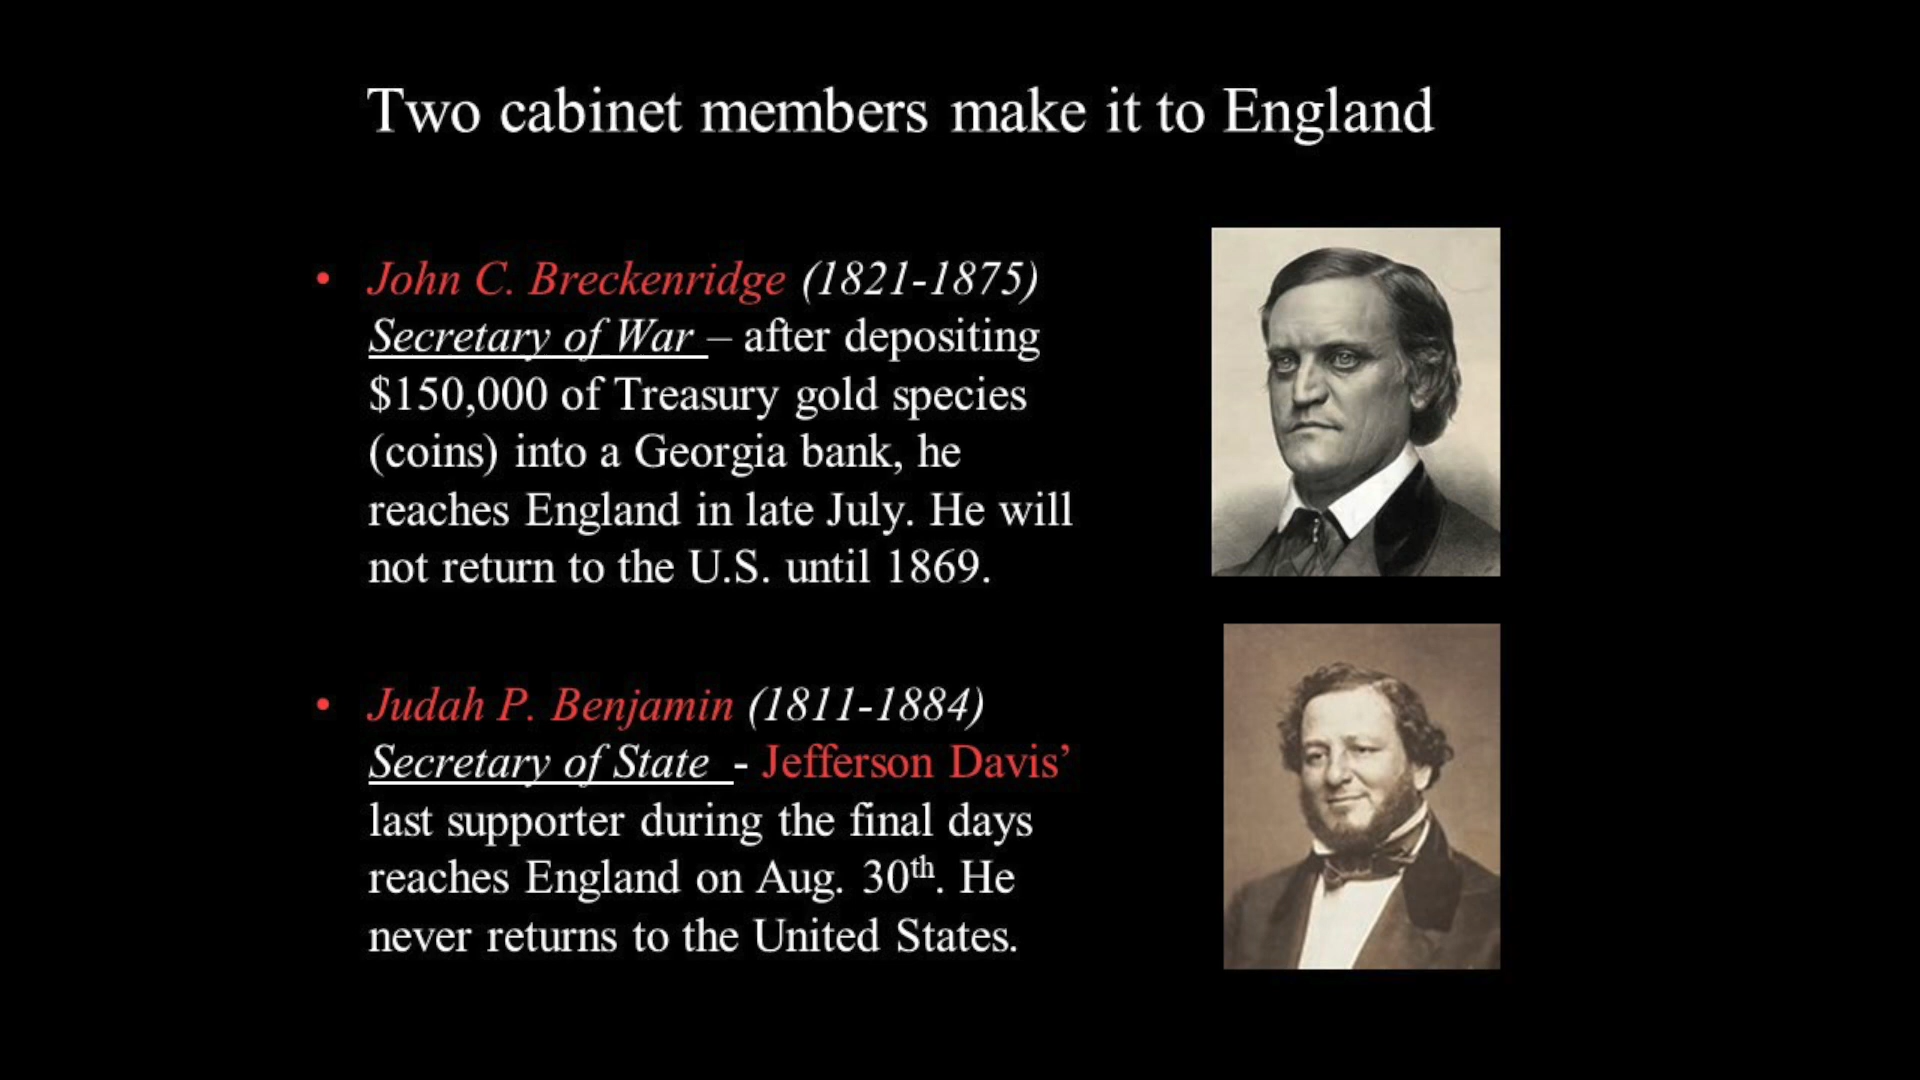 Two cabinet members make it to England
• John C. Breckenridge (1821-1875)
Secretary of War – after depositing
$150,000 of Treasury gold species
(coins) into a Georgia bank, he
reaches England in late July. He will
not return to the U.S. until 1869.
• Judah P. Benjamin (1811-1884)
Secretary of State - Jefferson Davis’
last supporter during the final days
reaches England on Aug. 30th. He
never returns to the United States.